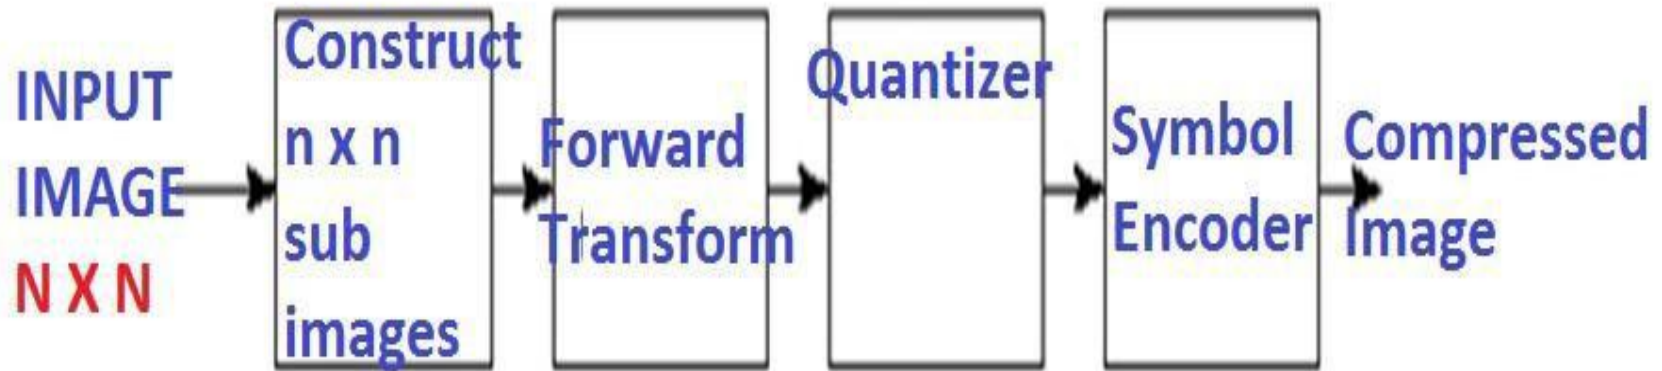 INPUT
IMAGE
N X N
Construct
n x n
sub
images
Forward
Transform
Quantizer
Symbol
Encoder
Compressed
Image